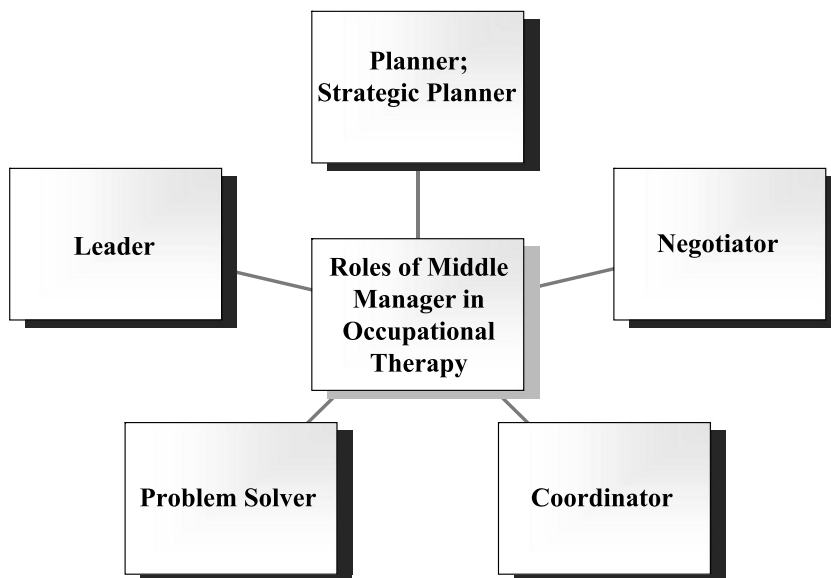 Planner;
Strategic Planner
Leader
Negotiator
Roles of Middle
Manager in
Occupational
Therapy
Problem Solver
Coordinator